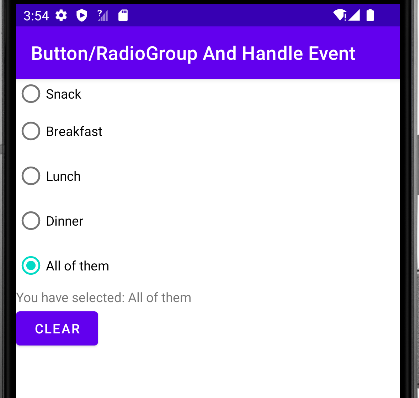 3:54
Button/RadioGroup And Handle Event
Snack
Breakfast
Lunch
Dinner
All of them
You have selected: All of them
CLEAR